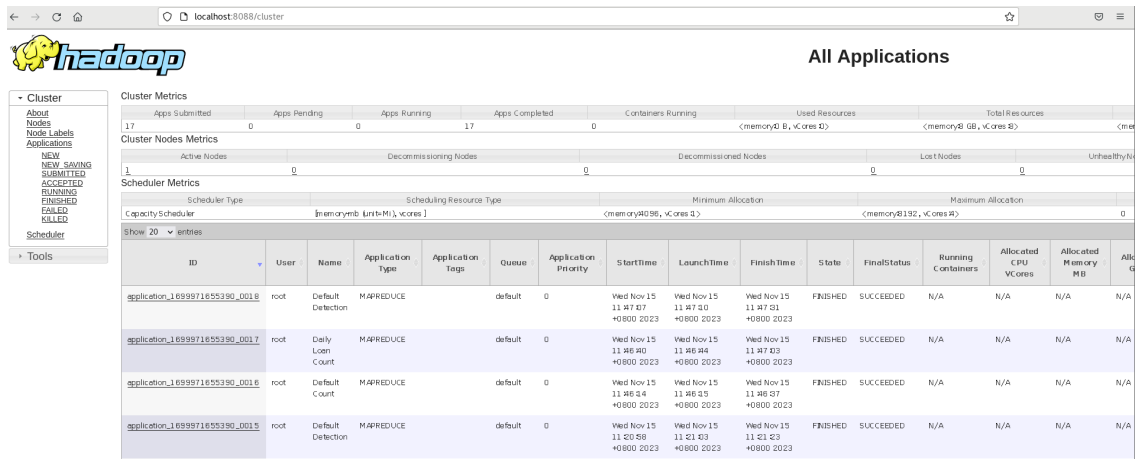 localhost:8088/cluster
hadoop
All Applications
Cluster
About
Nodes
Node Labels
Applications
NEW
NEW_SAVING
SUBMITTED
ACCEPTED
RUNNING
FINISHED
FAILED
KILLED
Scheduler
Tools
Cluster Metrics
Apps Submitted Apps Pending Apps Running Apps Completed Containers Running Used Resources Total Resources
17 0 0 17 0 <memory:0 B, vCores:0> <memory:8 GB, vCores:8>
Cluster Nodes Metrics
Active Nodes Decommissioning Nodes Decommissioned Nodes Lost Nodes
1 0 0 0 0
Scheduler Metrics
Scheduler Type Scheduling Resource Type Minimum Allocation Maximum Allocation
Capacity Scheduler [memory-mb (unit=Mi), vcores] <memory:4096, vCores:1> <memory:8192, vCores:4> 0
Show 20 entries
ID User Name Application Type Application Tags Queue Application Priority StartTime LaunchTime FinishTime State FinalStatus Running Containers Allocated CPU VCores Allocated Memory MB
application_1699971655390_0018 root Default Detection MAPREDUCE default 0 Wed Nov 15 11:47:07 +0800 2023 Wed Nov 15 11:47:10 +0800 2023 Wed Nov 15 11:47:31 +0800 2023 FINISHED SUCCEEDED N/A N/A N/A N/A
application_1699971655390_0017 root Daily Loan Count MAPREDUCE default 0 Wed Nov 15 11:46:40 +0800 2023 Wed Nov 15 11:46:44 +0800 2023 Wed Nov 15 11:47:03 +0800 2023 FINISHED SUCCEEDED N/A N/A N/A N/A
application_1699971655390_0016 root Default Count MAPREDUCE default 0 Wed Nov 15 11:46:14 +0800 2023 Wed Nov 15 11:46:15 +0800 2023 Wed Nov 15 11:46:37 +0800 2023 FINISHED SUCCEEDED N/A N/A N/A N/A
application_1699971655390_0015 root Default Detection MAPREDUCE default 0 Wed Nov 15 11:20:58 +0800 2023 Wed Nov 15 11:21:03 +0800 2023 Wed Nov 15 11:21:23 +0800 2023 FINISHED SUCCEEDED N/A N/A N/A N/A